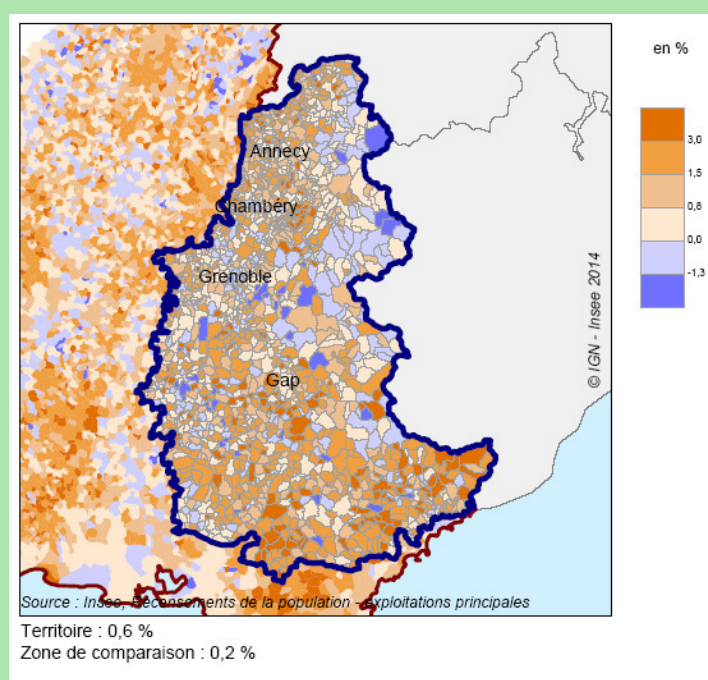 en %
3,0
1,5
0,8
0,0
-1,3
Annecy
Chambéry
Grenoble
Gap
© IGN - Insee 2014
Source : Insee, Recensements de la population - exploitations principales
Territoire : 0,6 %
Zone de comparaison : 0,2 %